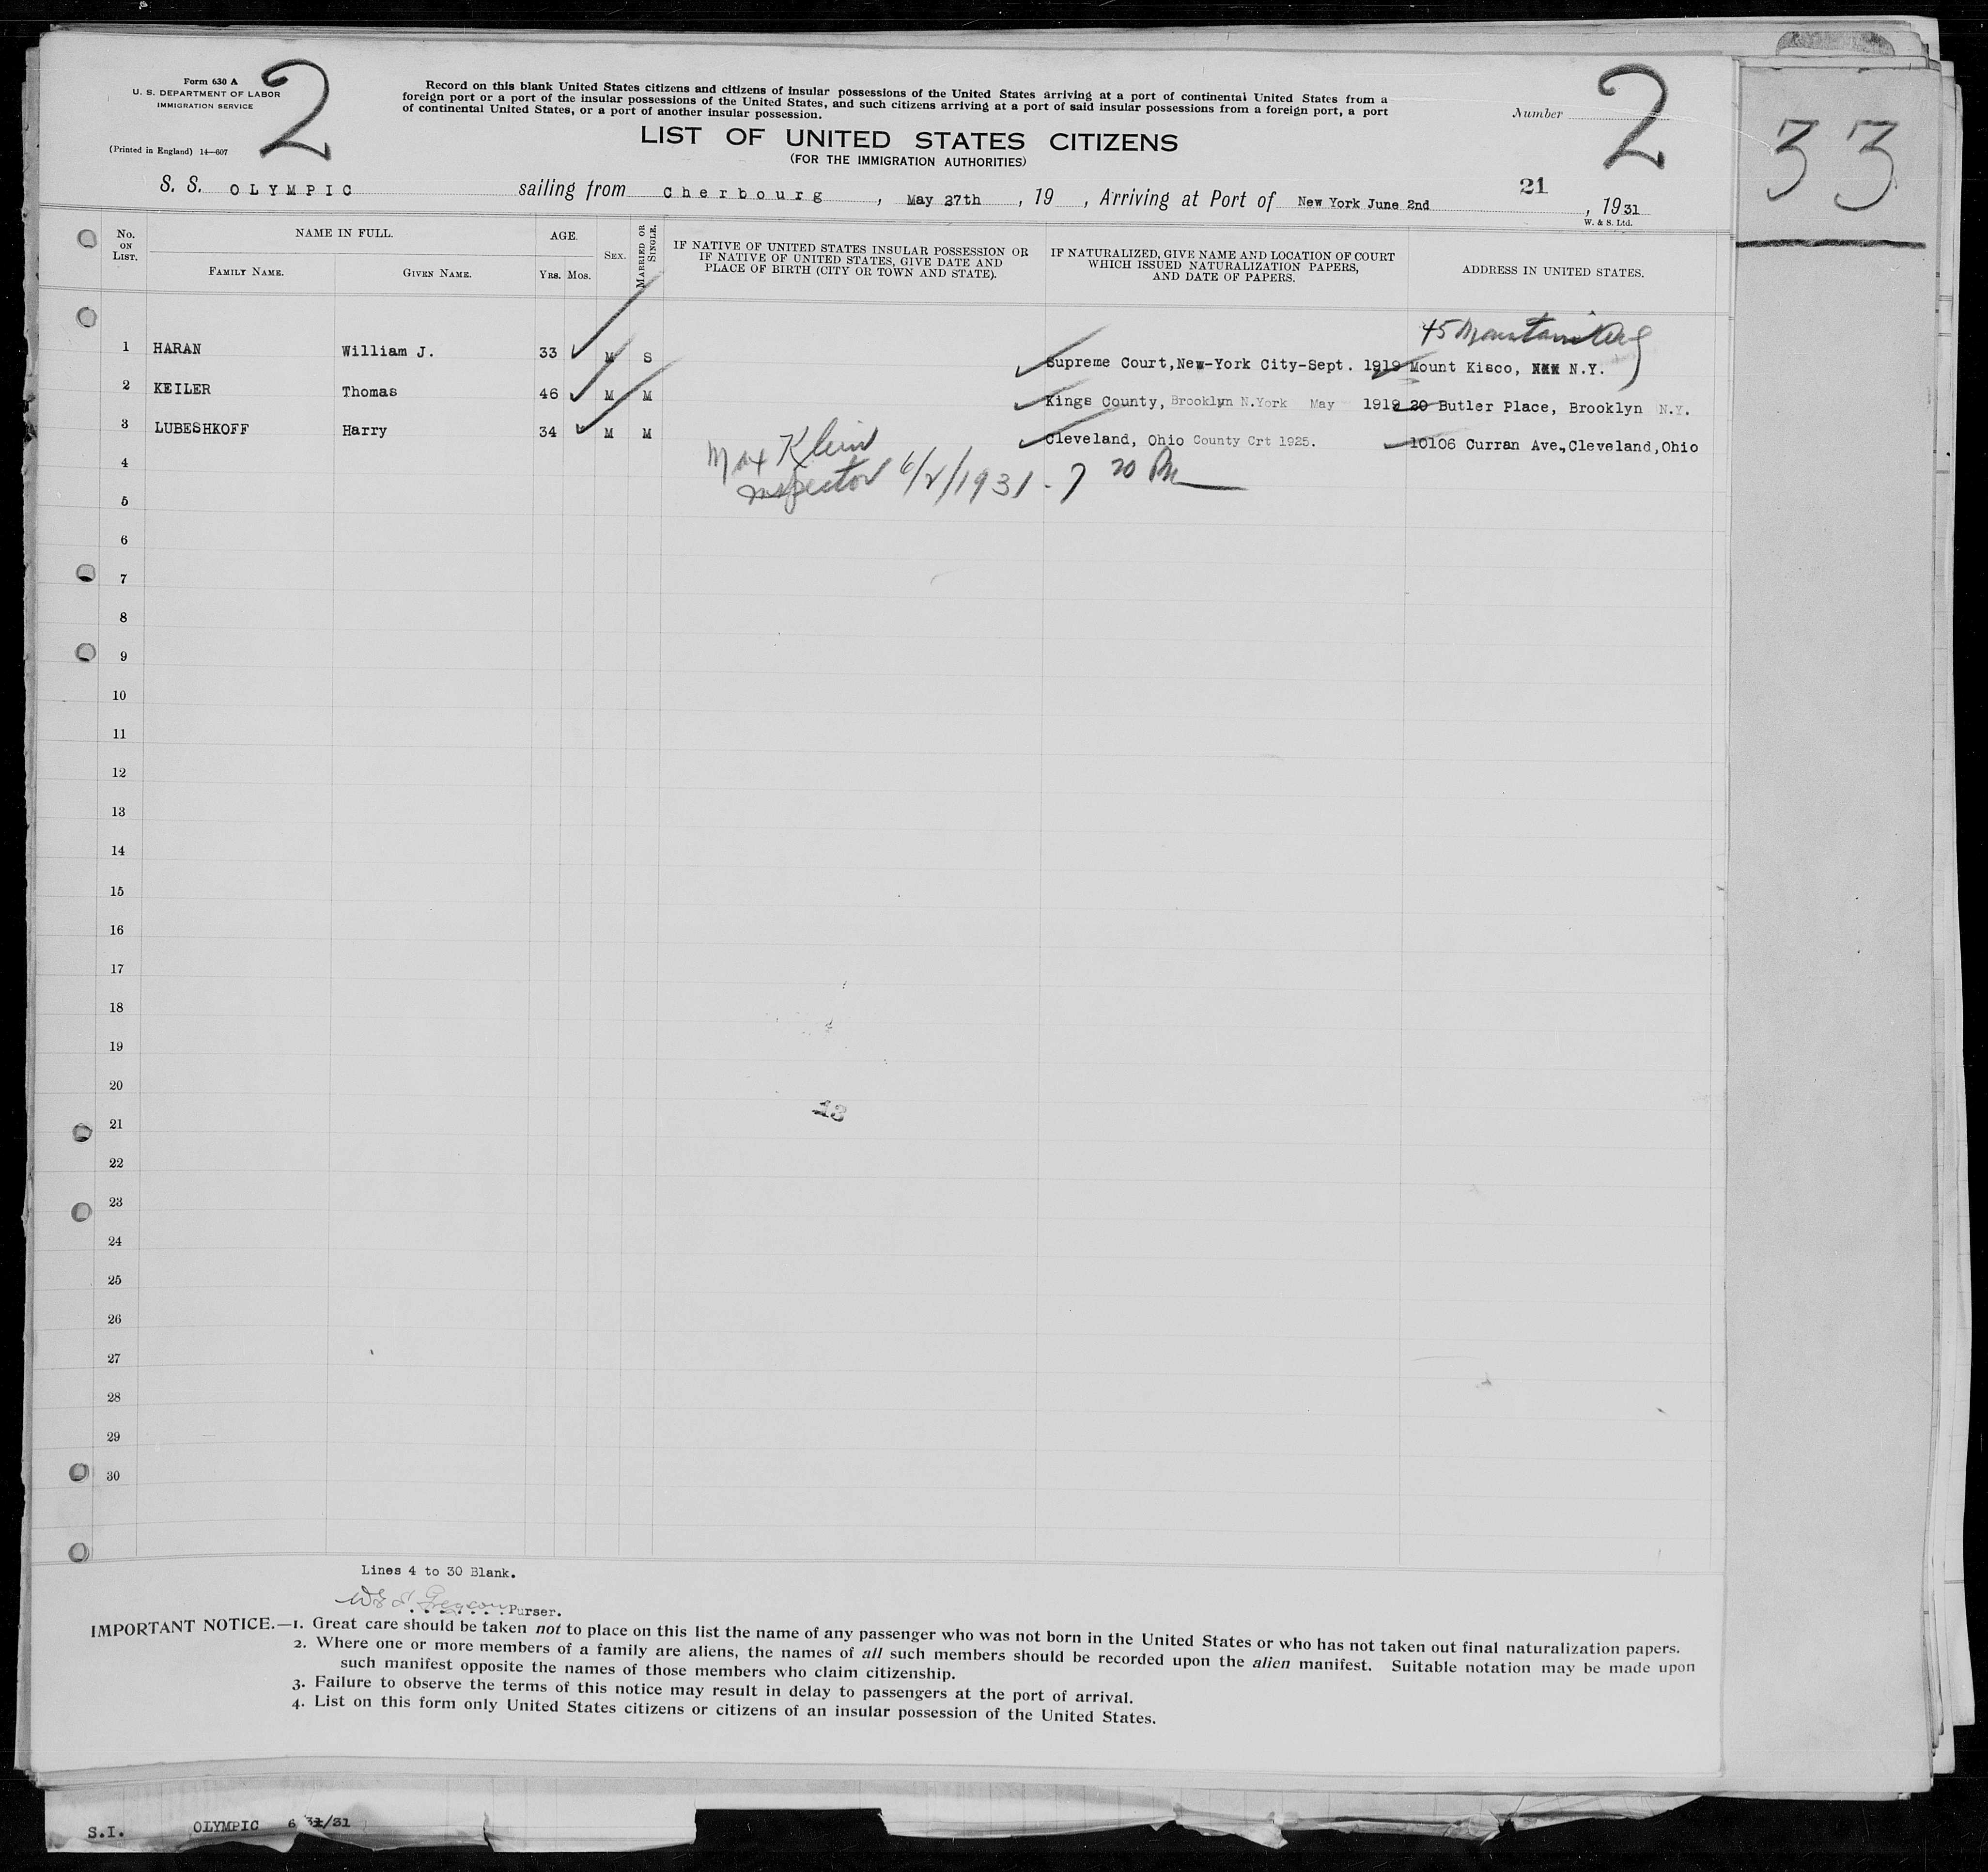 Form 630 A
U. S. DEPARTMENT OF LABOR
IMMIGRATION SERVICE
(Printed in England) 14—607
2
Record on this blank United States citizens and citizens of insular possessions of the United States arriving at a port of continental United States from a
foreign port or a port of the insular possessions of the United States, and such citizens arriving at a port of said insular possessions from a foreign port, a port
of continental United States, or a port of another insular possession.
LIST OF UNITED STATES CITIZENS
(FOR THE IMMIGRATION AUTHORITIES)
Number
2
33
21
S. S. OLYMPIC sailing from Cherbourg, May 27th, 19 , Arriving at Port of New York June 2nd, 1931
W. & S. Ltd.
No. ON LIST.
NAME IN FULL.
FAMILY NAME. GIVEN NAME.
AGE.
YRS. MOS.
SEX.
MARRIED OR SINGLE.
IF NATIVE OF UNITED STATES INSULAR POSSESSION OR
IF NATIVE OF UNITED STATES, GIVE DATE AND
PLACE OF BIRTH (CITY OR TOWN AND STATE).
IF NATURALIZED, GIVE NAME AND LOCATION OF COURT
WHICH ISSUED NATURALIZATION PAPERS,
AND DATE OF PAPERS.
ADDRESS IN UNITED STATES.
45 Mountain Ave
1 HARAN William J. 33 M S Supreme Court,New-York City-Sept. 1919 Mount Kisco, N.Y.
2 KEILER Thomas 46 M M Kings County, Brooklyn N.York May 1919 20 Butler Place, Brooklyn N.Y.
3 LUBESHKOFF Harry 34 M M Cleveland, Ohio County Crt 1925. 10106 Curran Ave.,Cleveland,Ohio
Max Klein
Inspector 6/2/1931 - 7 20 PM
4
5
6
7
8
9
10
11
12
13
14
15
16
17
18
19
20
13
21
22
23
24
25
26
27
28
29
30
Lines 4 to 30 Blank.
Gregson Purser.
IMPORTANT NOTICE.—1. Great care should be taken not to place on this list the name of any passenger who was not born in the United States or who has not taken out final naturalization papers.
2. Where one or more members of a family are aliens, the names of all such members should be recorded upon the alien manifest. Suitable notation may be made upon
such manifest opposite the names of those members who claim citizenship.
3. Failure to observe the terms of this notice may result in delay to passengers at the port of arrival.
4. List on this form only United States citizens or citizens of an insular possession of the United States.
S.I. OLYMPIC 6